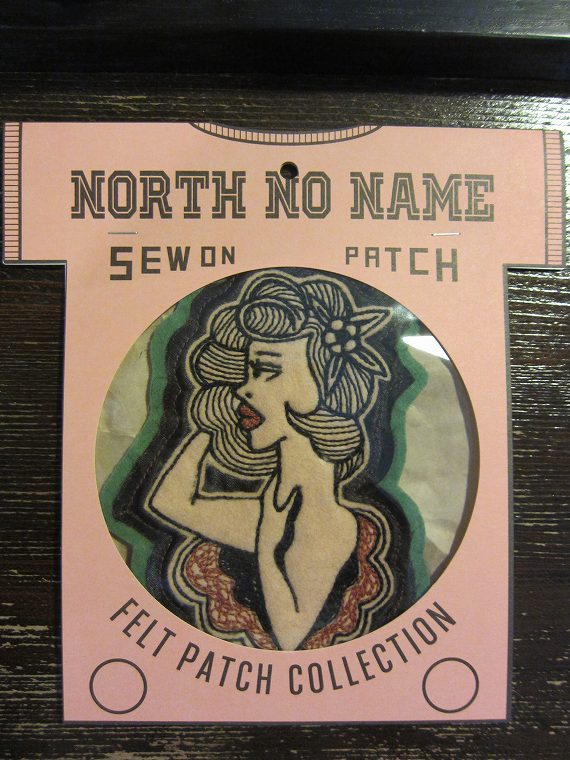 NORTH NO NAME
SEW ON PATCH
FELT PATCH COLLECTION